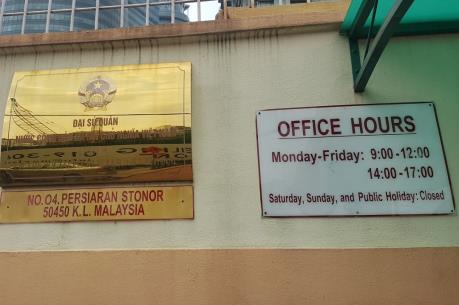 ĐẠI SỨ QUÁN
NO.04. PERSIARAN STONOR
50450 K.L. MALAYSIA
OFFICE HOURS
Monday-Friday: 9:00-12:00
14:00-17:00
Saturday, Sunday, and Public Holiday: Closed